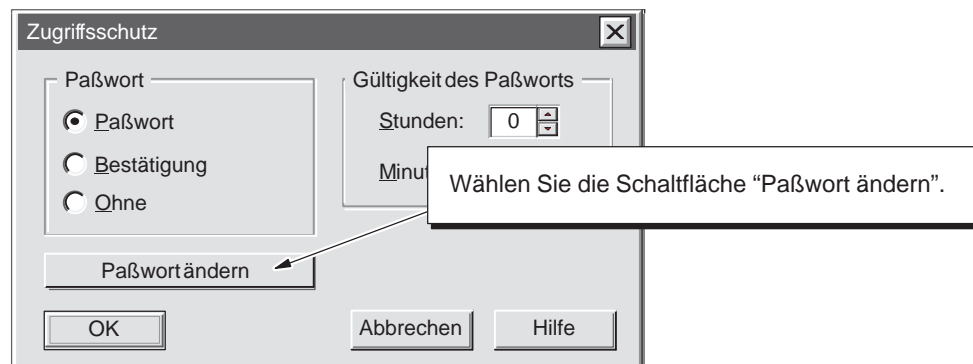 Zugriffsschutz
Paßwort
Paßwort
Bestätigung
Ohne
Gültigkeit des Paßworts
Stunden: 0
Minut
Wählen Sie die Schaltfläche “Paßwort ändern”.
Paßwort ändern
OK
Abbrechen
Hilfe